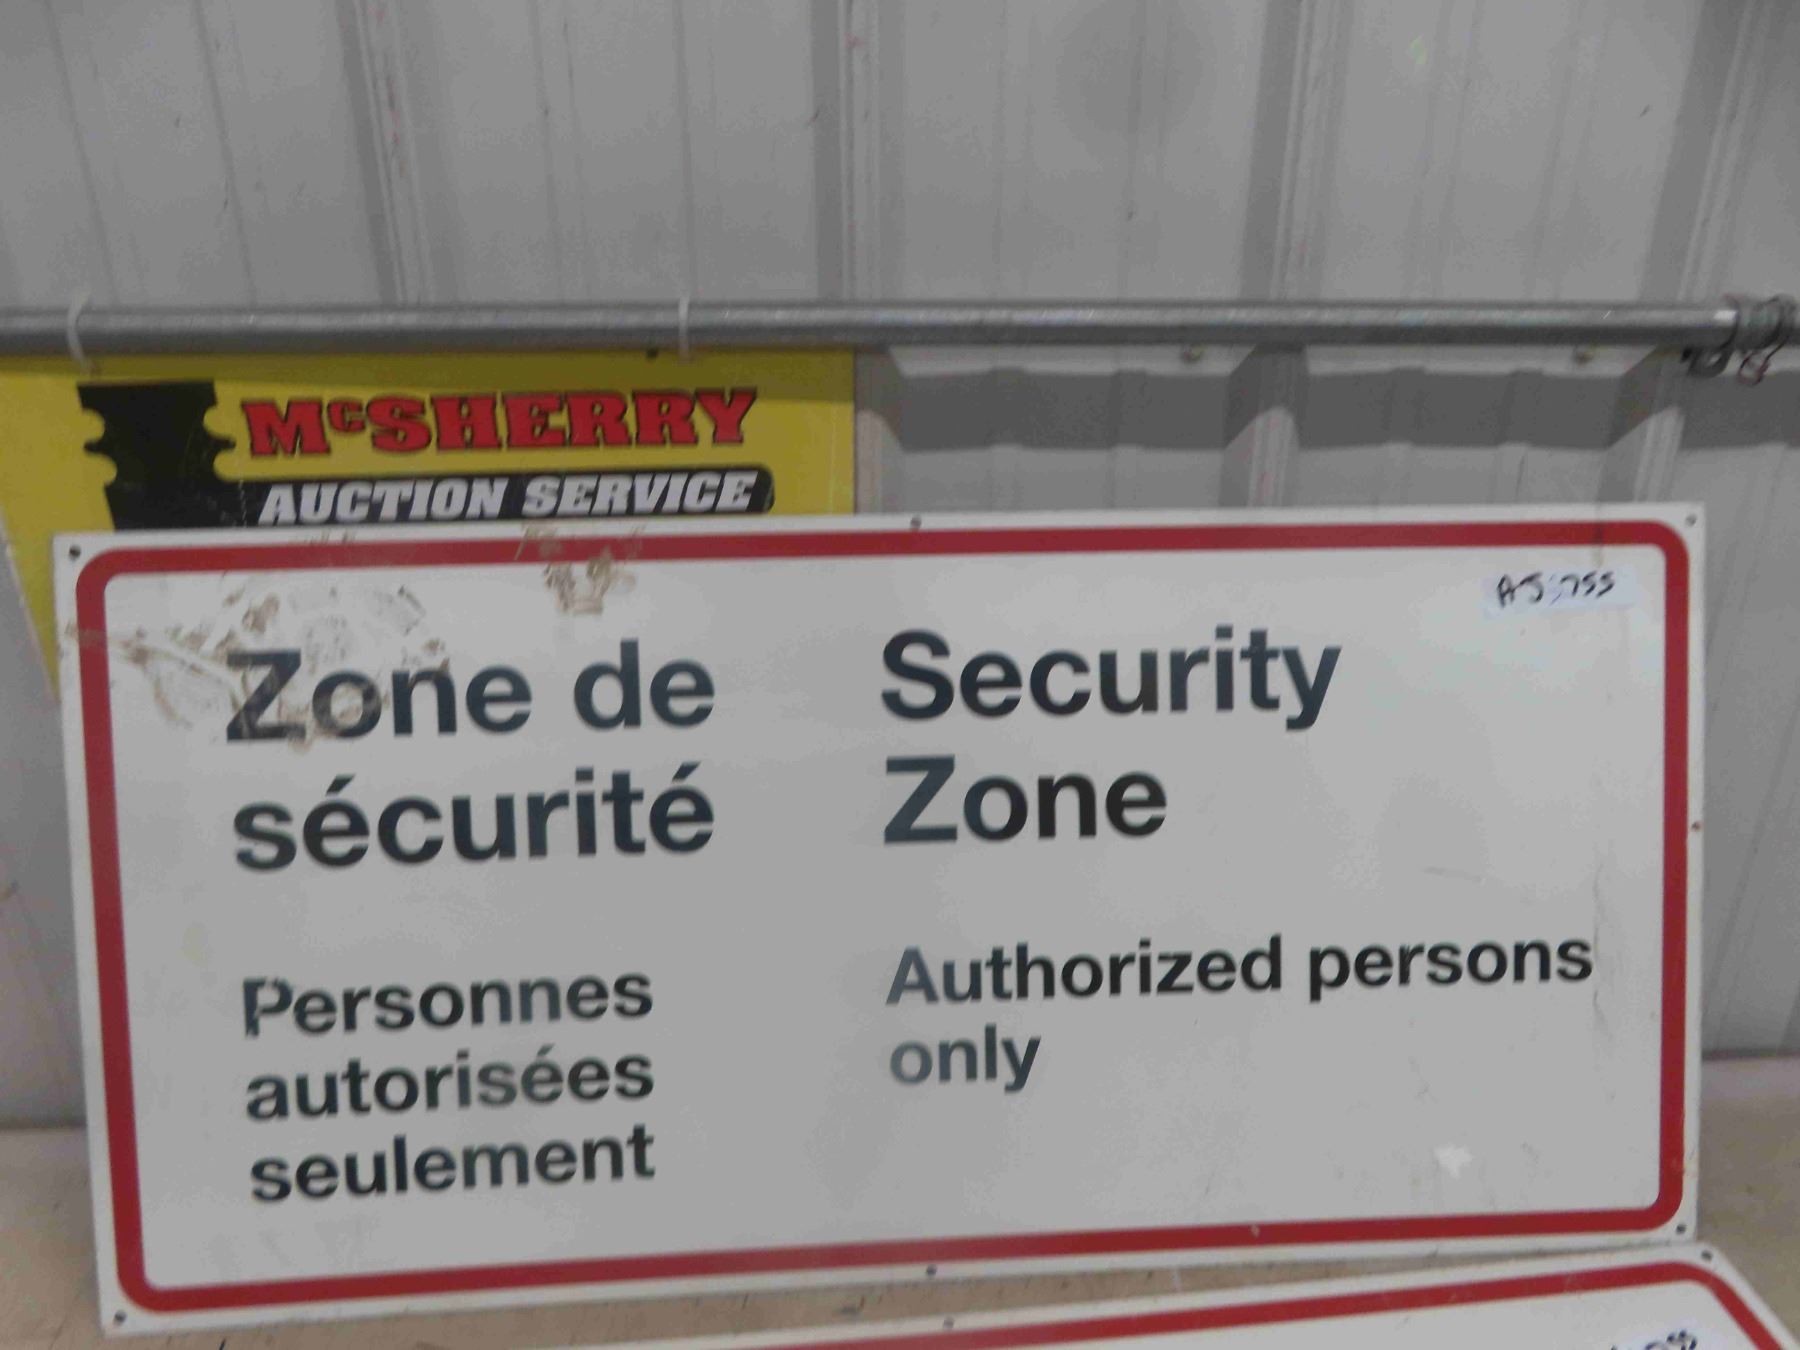 McSHERRY
AUCTION SERVICE
Zone de
sécurité
Personnes
autorisées
seulement
Security
Zone
Authorized persons
only